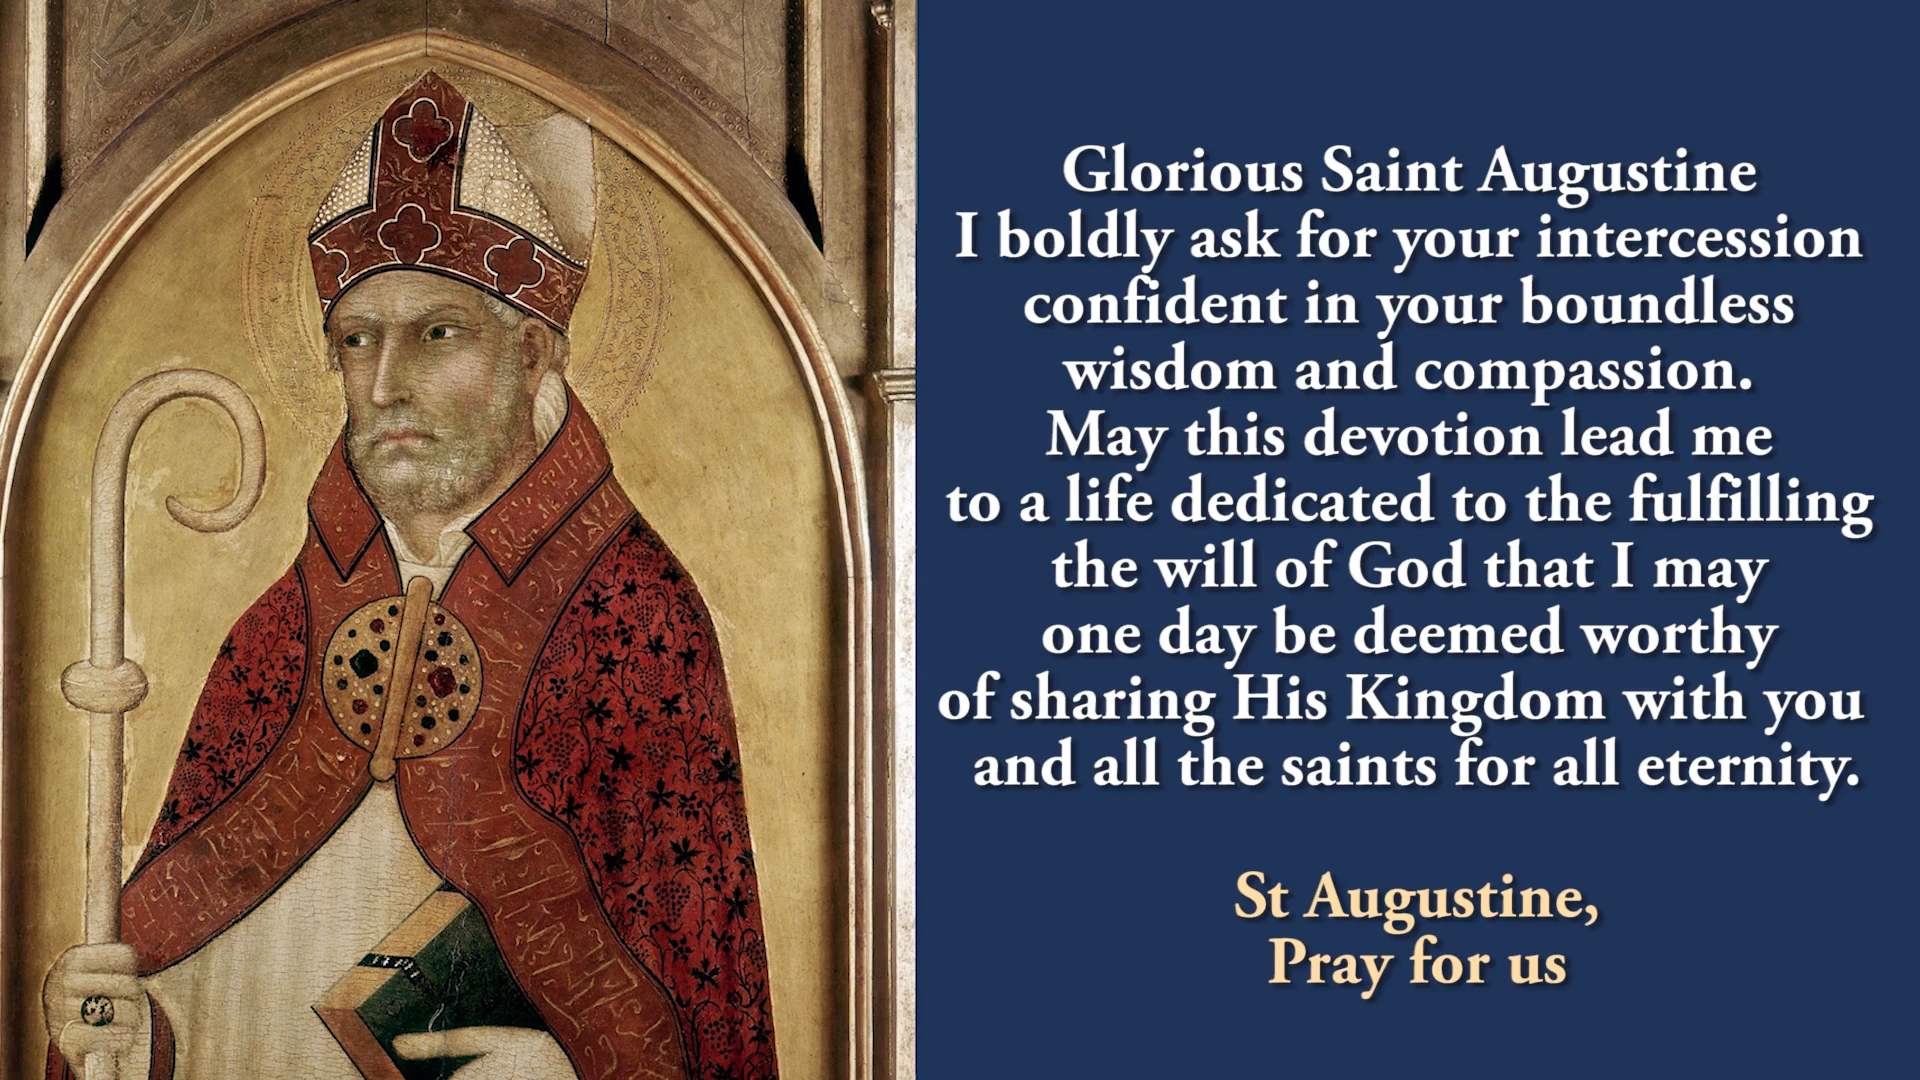 Glorious Saint Augustine
I boldly ask for your intercession
confident in your boundless
wisdom and compassion.
May this devotion lead me
to a life dedicated to the fulfilling
the will of God that I may
one day be deemed worthy
of sharing His Kingdom with you
and all the saints for all eternity.
St Augustine,
Pray for us